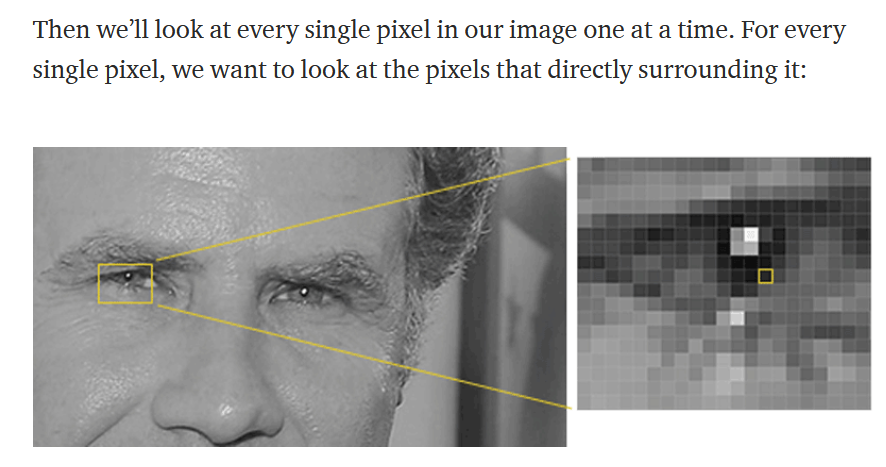 Then we’ll look at every single pixel in our image one at a time. For every
single pixel, we want to look at the pixels that directly surrounding it: